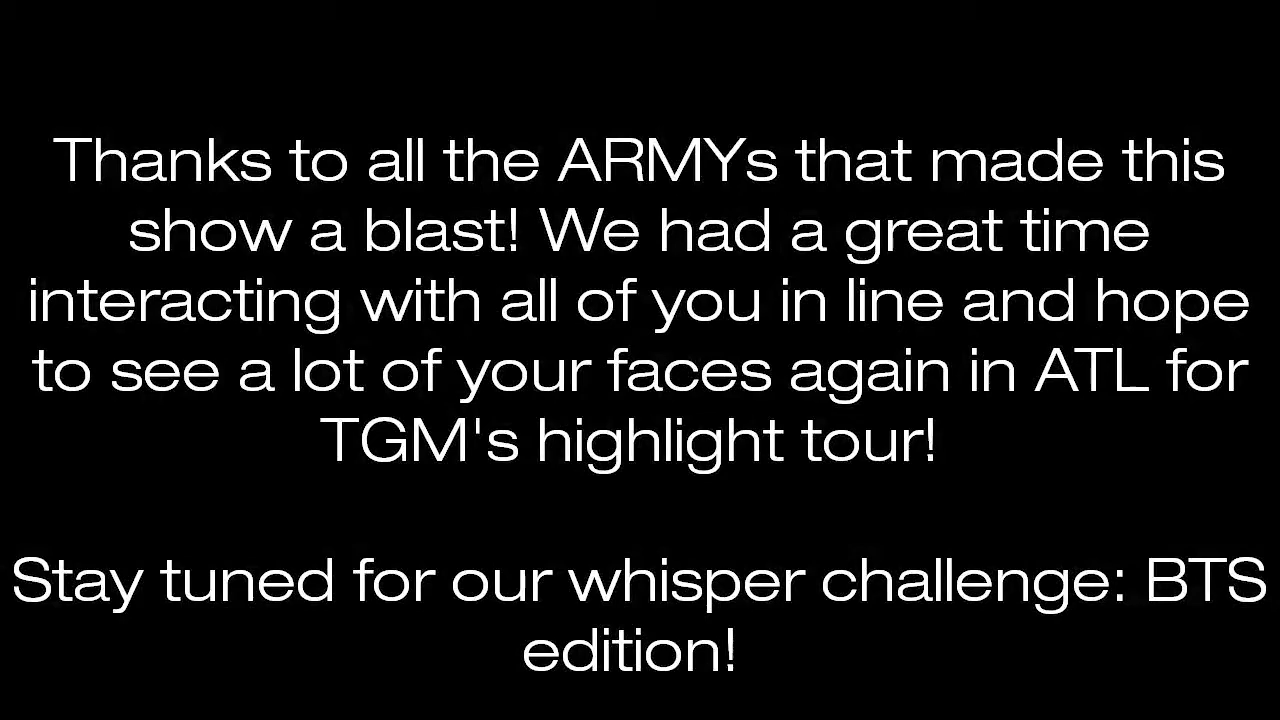 Thanks to all the ARMYs that made this
show a blast! We had a great time
interacting with all of you in line and hope
to see a lot of your faces again in ATL for
TGM's highlight tour!
Stay tuned for our whisper challenge: BTS
edition!